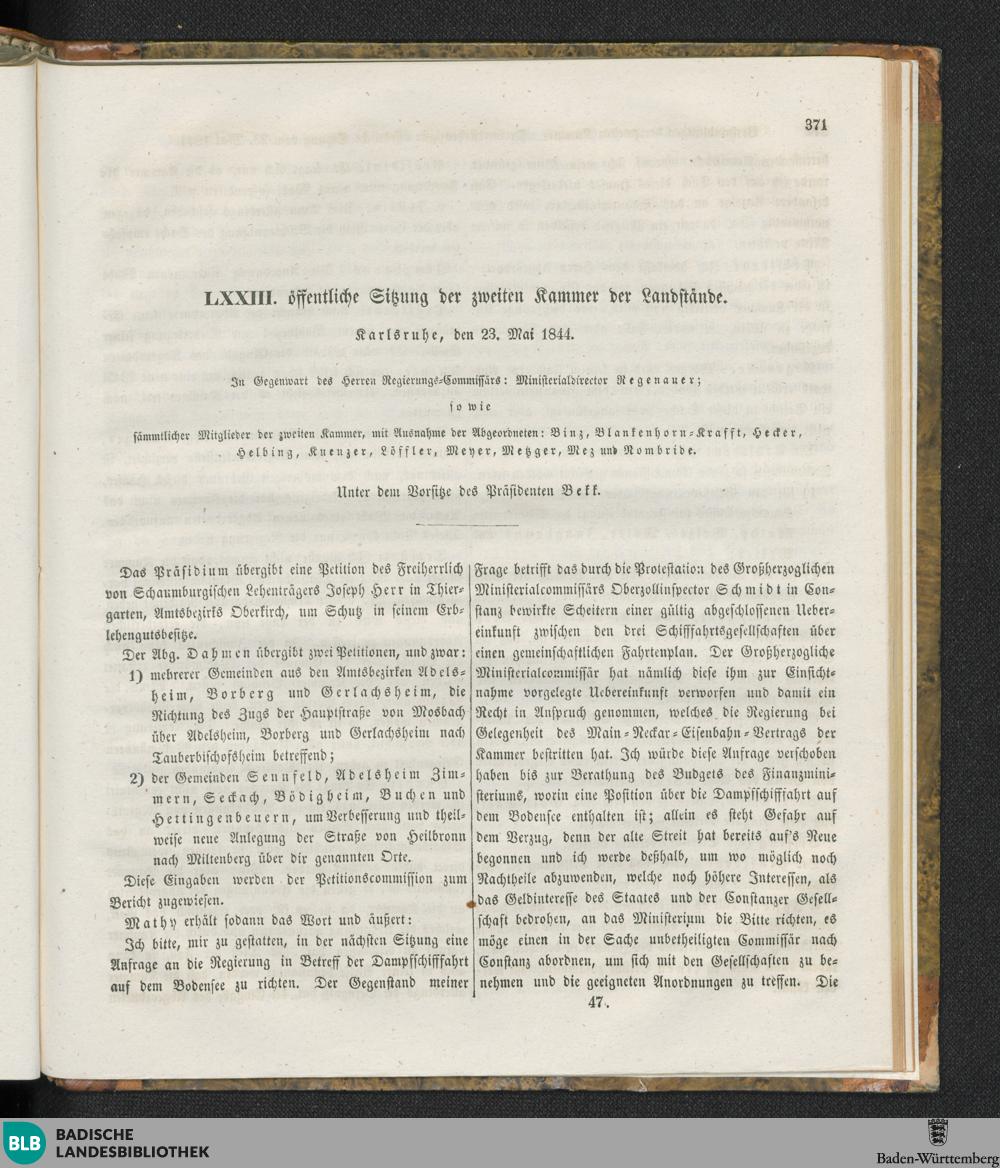 371
LXXIII. öffentliche Sitzung der zweiten Kammer der Landstände.
Karlsruhe, den 23. Mai 1844.
In Gegenwart des Herren Regierungs-Commissärs: Ministerialdirector Regenauer;
sowie
sämmtlicher Mitglieder der zweiten Kammer, mit Ausnahme der Abgeordneten: Binz, Blankenhorn-Krafft, Hecker,
Helbing, Kuenzer, Löffler, Meyer, Metzger, Mez und Rombride.
Unter dem Vorsitze des Präsidenten Bekk.
Das Präsidium übergibt eine Petition des Freiherrlich
von Schaumburgischen Lehenträgers Joseph Herr in Thier-
garten, Amtsbezirks Oberkirch, um Schutz in seinem Erb-
lehengutsbesitze.
Der Abg. Dahmen übergibt zwei Petitionen, und zwar:
1) mehrerer Gemeinden aus den Amtsbezirken Adels-
heim, Borberg und Gerlachsheim, die
Richtung des Zugs der Hauptstraße von Mosbach
über Adelsheim, Borberg und Gerlachsheim nach
Tauberbischofsheim betreffend;
2) der Gemeinden Sennfeld, Adelsheim Zim-
mern, Seckach, Bödigheim, Buchen und
Hettingenbeuern, um Verbesserung und theil-
weise neue Anlegung der Straße von Heilbronn
nach Miltenberg über dir genannten Orte.
Diese Eingaben werden der Petitionscommission zum
Bericht zugewiesen.
Mathy erhält sodann das Wort und äußert:
Ich bitte, mir zu gestatten, in der nächsten Sitzung eine
Anfrage an die Regierung in Betreff der Dampfschifffahrt
auf dem Bodensee zu richten. Der Gegenstand meiner
Frage betrifft das durch die Protestation des Großherzoglichen
Ministerialcommissärs Oberzollinspector Schmidt in Con-
stanz bewirkte Scheitern einer gültig abgeschlossenen Ueber-
einkunft zwischen den drei Schifffahrtsgesellschaften über
einen gemeinschaftlichen Fahrtenplan. Der Großherzogliche
Ministerialcommissär hat nämlich diese ihm zur Einsicht-
nahme vorgelegte Uebereinkunft verworfen und damit ein
Recht in Anspruch genommen, welches die Regierung bei
Gelegenheit des Main-Neckar-Eisenbahn-Vertrags der
Kammer bestritten hat. Ich würde diese Anfrage verschoben
haben bis zur Berathung des Budgets des Finanzmini-
steriums, worin eine Position über die Dampfschifffahrt auf
dem Bodensee enthalten ist; allein es steht Gefahr auf
dem Verzug, denn der alte Streit hat bereits auf's Neue
begonnen und ich werde deßhalb, um wo möglich noch
Nachtheile abzuwenden, welche noch höhere Interessen, als
das Geldinteresse des Staates und der Constanzer Gesell-
schaft bedrohen, an das Ministerium die Bitte richten, es
möge einen in der Sache unbetheiligten Commissär nach
Constanz abordnen, um sich mit den Gesellschaften zu be-
nehmen und die geeigneten Anordnungen zu treffen. Die
47.
BLB BADISCHE
LANDESBIBLIOTHEK
Baden-Württemberg